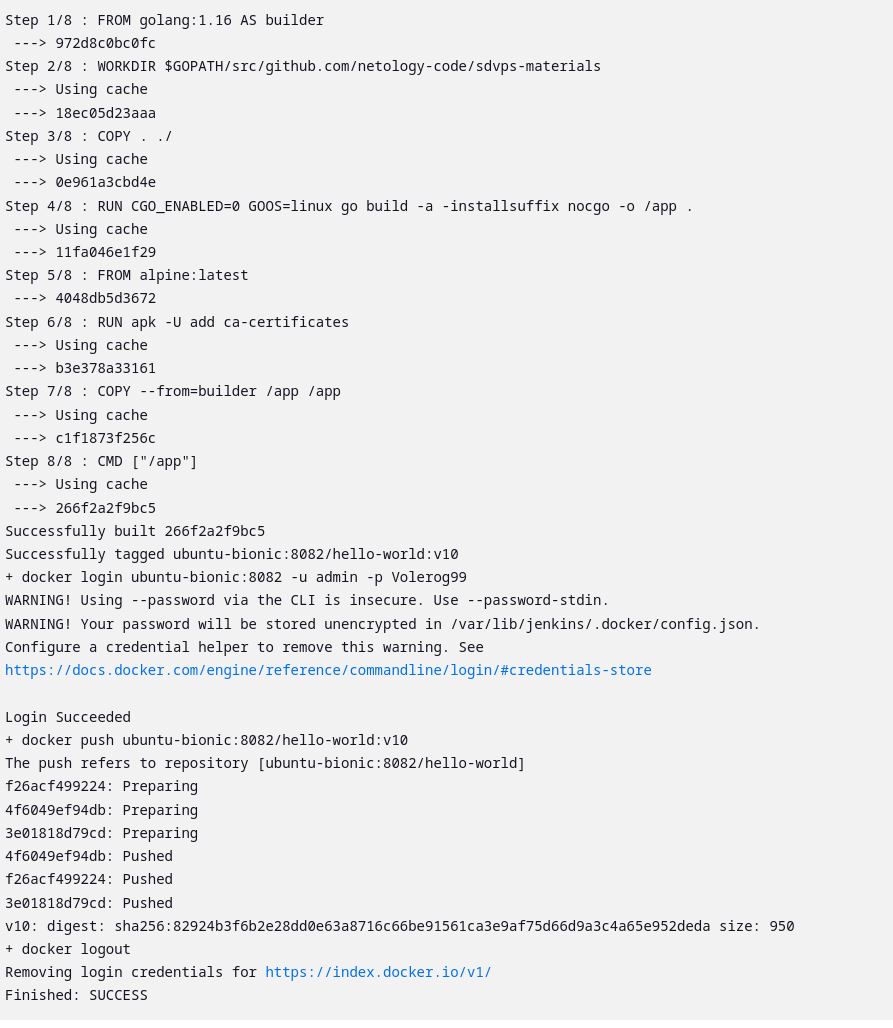 Step 1/8 : FROM golang:1.16 AS builder
 ---> 972d8c0bc0fc
Step 2/8 : WORKDIR $GOPATH/src/github.com/netology-code/sdvps-materials
 ---> Using cache
 ---> 18ec05d23aaa
Step 3/8 : COPY . ./
 ---> Using cache
 ---> 0e961a3cbd4e
Step 4/8 : RUN CGO_ENABLED=0 GOOS=linux go build -a -installsuffix nocgo -o /app .
 ---> Using cache
 ---> 11fa046e1f29
Step 5/8 : FROM alpine:latest
 ---> 4048db5d3672
Step 6/8 : RUN apk -U add ca-certificates
 ---> Using cache
 ---> b3e378a33161
Step 7/8 : COPY --from=builder /app /app
 ---> Using cache
 ---> c1f1873f256c
Step 8/8 : CMD ["/app"]
 ---> Using cache
 ---> 266f2a2f9bc5
Successfully built 266f2a2f9bc5
Successfully tagged ubuntu-bionic:8082/hello-world:v10
+ docker login ubuntu-bionic:8082 -u admin -p Volerog99
WARNING! Using --password via the CLI is insecure. Use --password-stdin.
WARNING! Your password will be stored unencrypted in /var/lib/jenkins/.docker/config.json.
Configure a credential helper to remove this warning. See
https://docs.docker.com/engine/reference/commandline/login/#credentials-store

Login Succeeded
+ docker push ubuntu-bionic:8082/hello-world:v10
The push refers to repository [ubuntu-bionic:8082/hello-world]
f26acf499224: Preparing
4f6049ef94db: Preparing
3e01818d79cd: Preparing
4f6049ef94db: Pushed
f26acf499224: Pushed
3e01818d79cd: Pushed
v10: digest: sha256:82924b3f6b2e28dd0e63a8716c66be91561ca3e9af75d66d9a3c4a65e952deda size: 950
+ docker logout
Removing login credentials for https://index.docker.io/v1/
Finished: SUCCESS